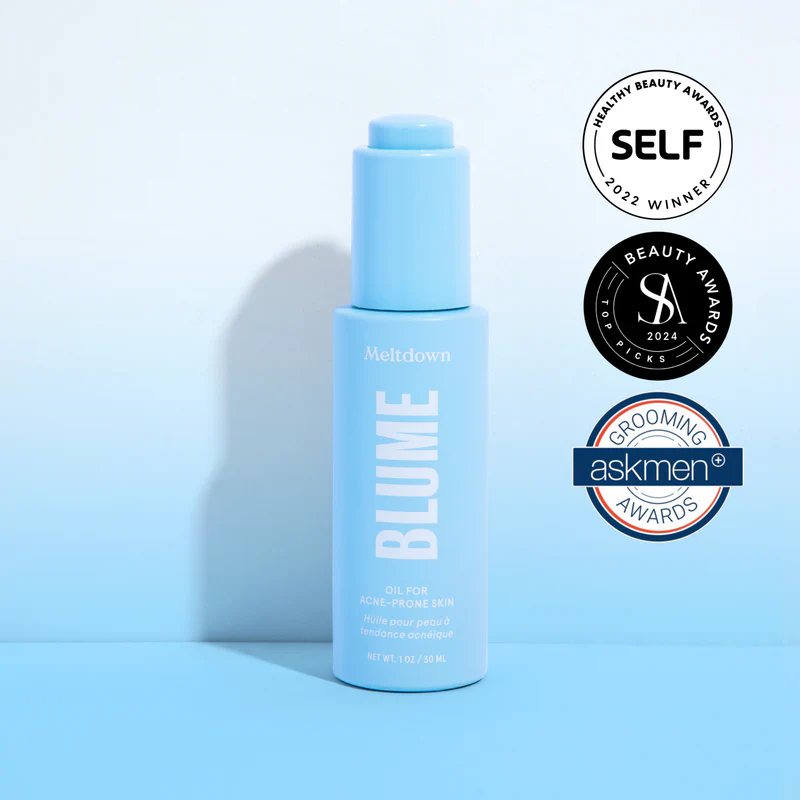 Meltdown
BLUME
OIL FOR
ACNE-PRONE SKIN
Huile pour peau à
tendance acnéique
NET WT. 1 OZ / 30 ML
HEALTHY BEAUTY AWARDS
SELF
2022 WINNER
BEAUTY AWARDS
SA
2024
TOP PICKS
GROOMING
askmen+
AWARDS